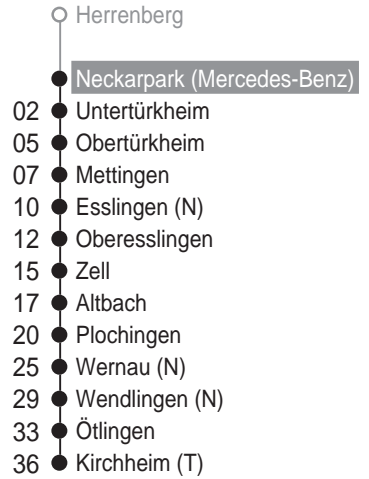 Herrenberg
Neckarpark (Mercedes-Benz)
02 Untertürkheim
05 Obertürkheim
07 Mettingen
10 Esslingen (N)
12 Oberesslingen
15 Zell
17 Altbach
20 Plochingen
25 Wernau (N)
29 Wendlingen (N)
33 Ötlingen
36 Kirchheim (T)